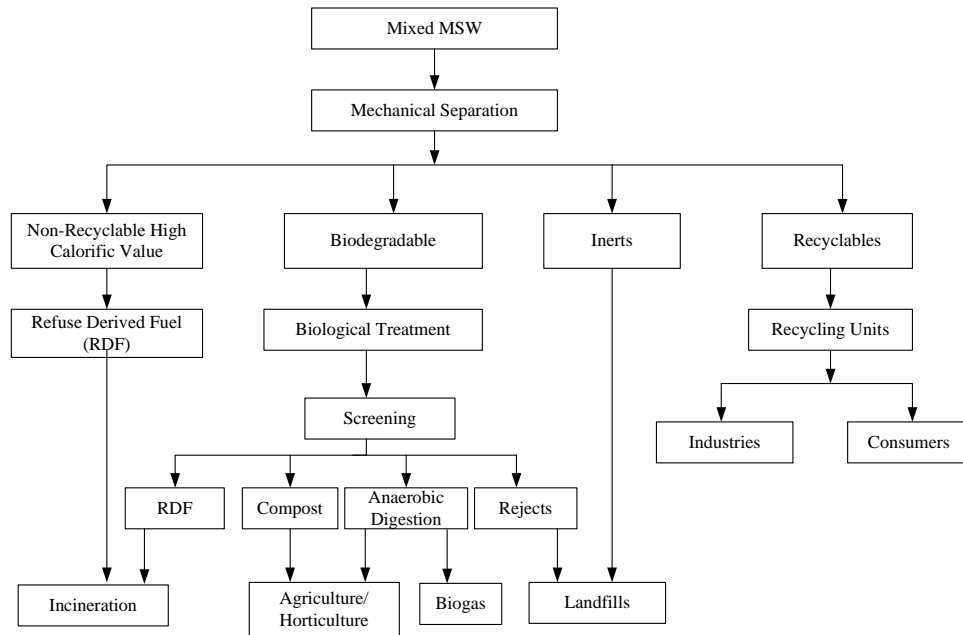 Mixed MSW
Mechanical Separation
Non-Recyclable High
Calorific Value
Biodegradable
Inerts
Recyclables
Refuse Derived Fuel
(RDF)
Biological Treatment
Recycling Units
Screening
Industries
Consumers
RDF
Compost
Anaerobic
Digestion
Rejects
Incineration
Agriculture/
Horticulture
Biogas
Landfills